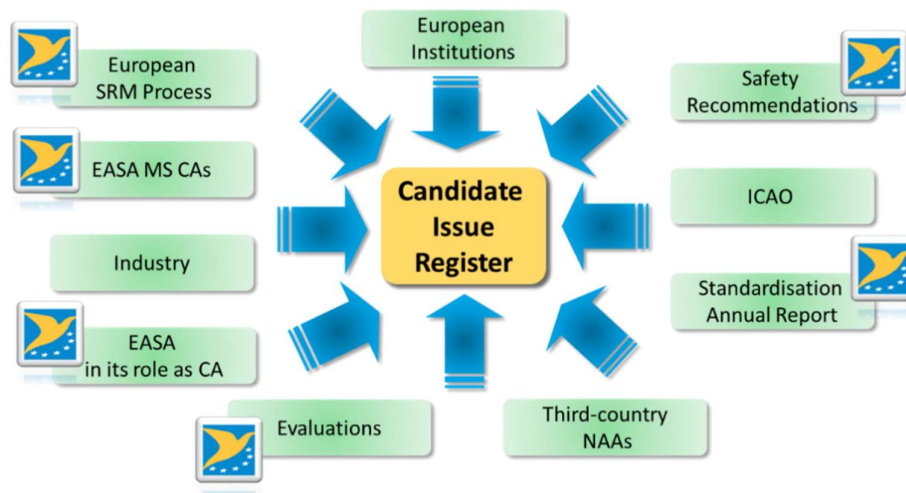 European
Institutions
European
SRM Process
Safety
Recommendations
EASA MS CAs
Candidate
Issue
Register
ICAO
Industry
Standardisation
Annual Report
EASA
in its role as CA
Evaluations
Third-country
NAAs